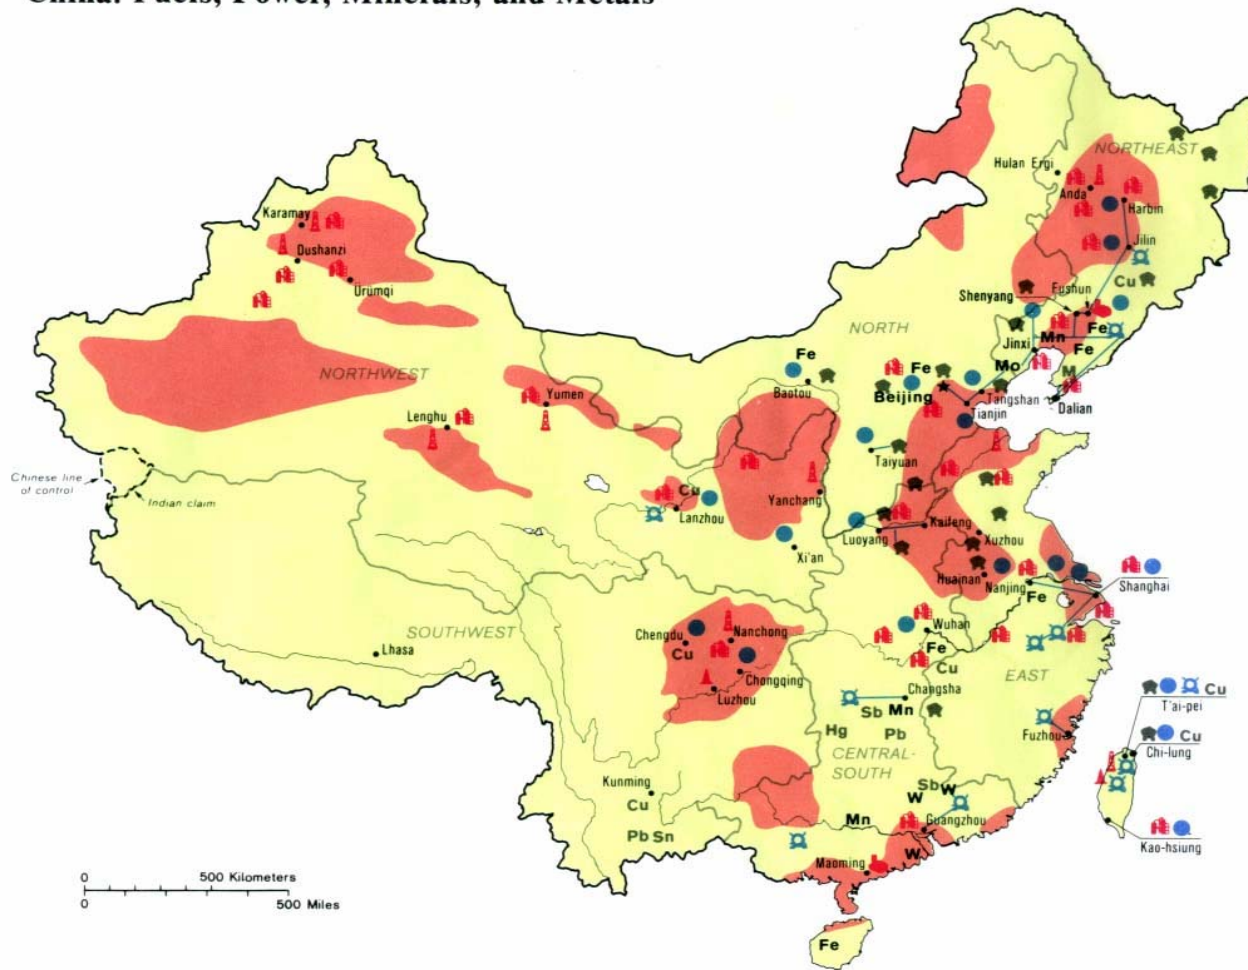 China: Fuels, Power, Minerals, and Metals
Hulan Ergi
NORTHEAST
Anda
Harbin
Jilin
Cu
Fushun
Shenyang
Mn
Fe
Fe
Jinxi
Mo
M
Tangshan
Dalian
Tianjin
Beijing
Fe
NORTH
Fe
Baotou
Karamay
Dushanzi
Ürümqi
NORTHWEST
Yumen
Lenghu
Chinese line
of control
Indian claim
Taiyuan
Yanchang
Cu
Lanzhou
Luoyang
Kaifeng
Xuzhou
Xi'an
Huainan
Nanjing
Fe
Shanghai
SOUTHWEST
Lhasa
Chengdu
Cu
Nanchong
Chongqing
Luzhou
Wuhan
Fe
Cu
EAST
Changsha
Sb
Mn
Hg
Pb
CENTRAL-
SOUTH
Fuzhou
Cu
T'ai-pei
Cu
Chi-lung
Kao-hsiung
Kunming
Cu
Pb Sn
Sb
W
W
Mn
Guangzhou
W
Maoming
Fe
0 500 Kilometers
0 500 Miles